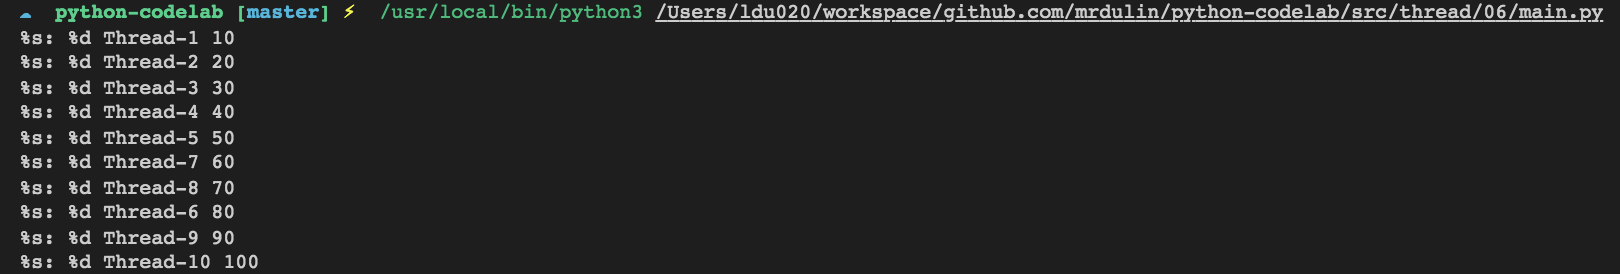 python-codelab [master] ⚡ /usr/local/bin/python3 /Users/ldu020/workspace/github.com/mrdulin/python-codelab/src/thread/06/main.py
%s: %d Thread-1 10
%s: %d Thread-2 20
%s: %d Thread-3 30
%s: %d Thread-4 40
%s: %d Thread-5 50
%s: %d Thread-7 60
%s: %d Thread-8 70
%s: %d Thread-6 80
%s: %d Thread-9 90
%s: %d Thread-10 100